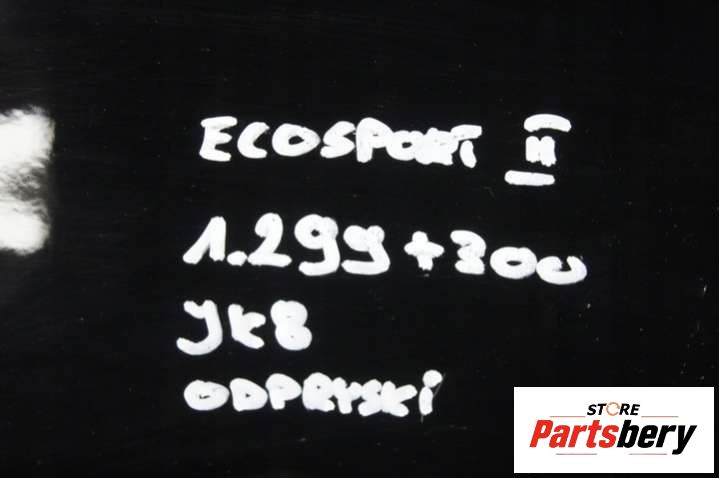 ECOSPORT II
1.299+300
JK8
ODPRYSKi
STORE
Partsbery